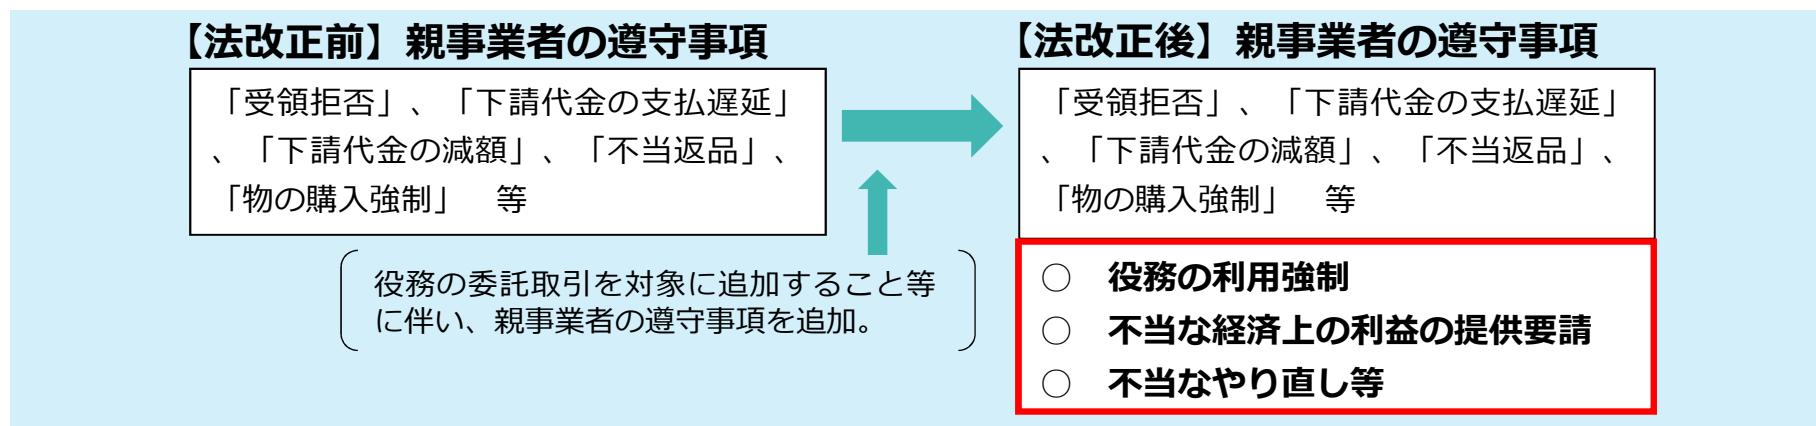 【法改正前】親事業者の遵守事項
「受領拒否」、「下請代金の支払遅延」
、「下請代金の減額」、「不当返品」、
「物の購入強制」　等
役務の委託取引を対象に追加すること等
に伴い、親事業者の遵守事項を追加。
【法改正後】親事業者の遵守事項
「受領拒否」、「下請代金の支払遅延」
、「下請代金の減額」、「不当返品」、
「物の購入強制」　等
○　役務の利用強制
○　不当な経済上の利益の提供要請
○　不当なやり直し等